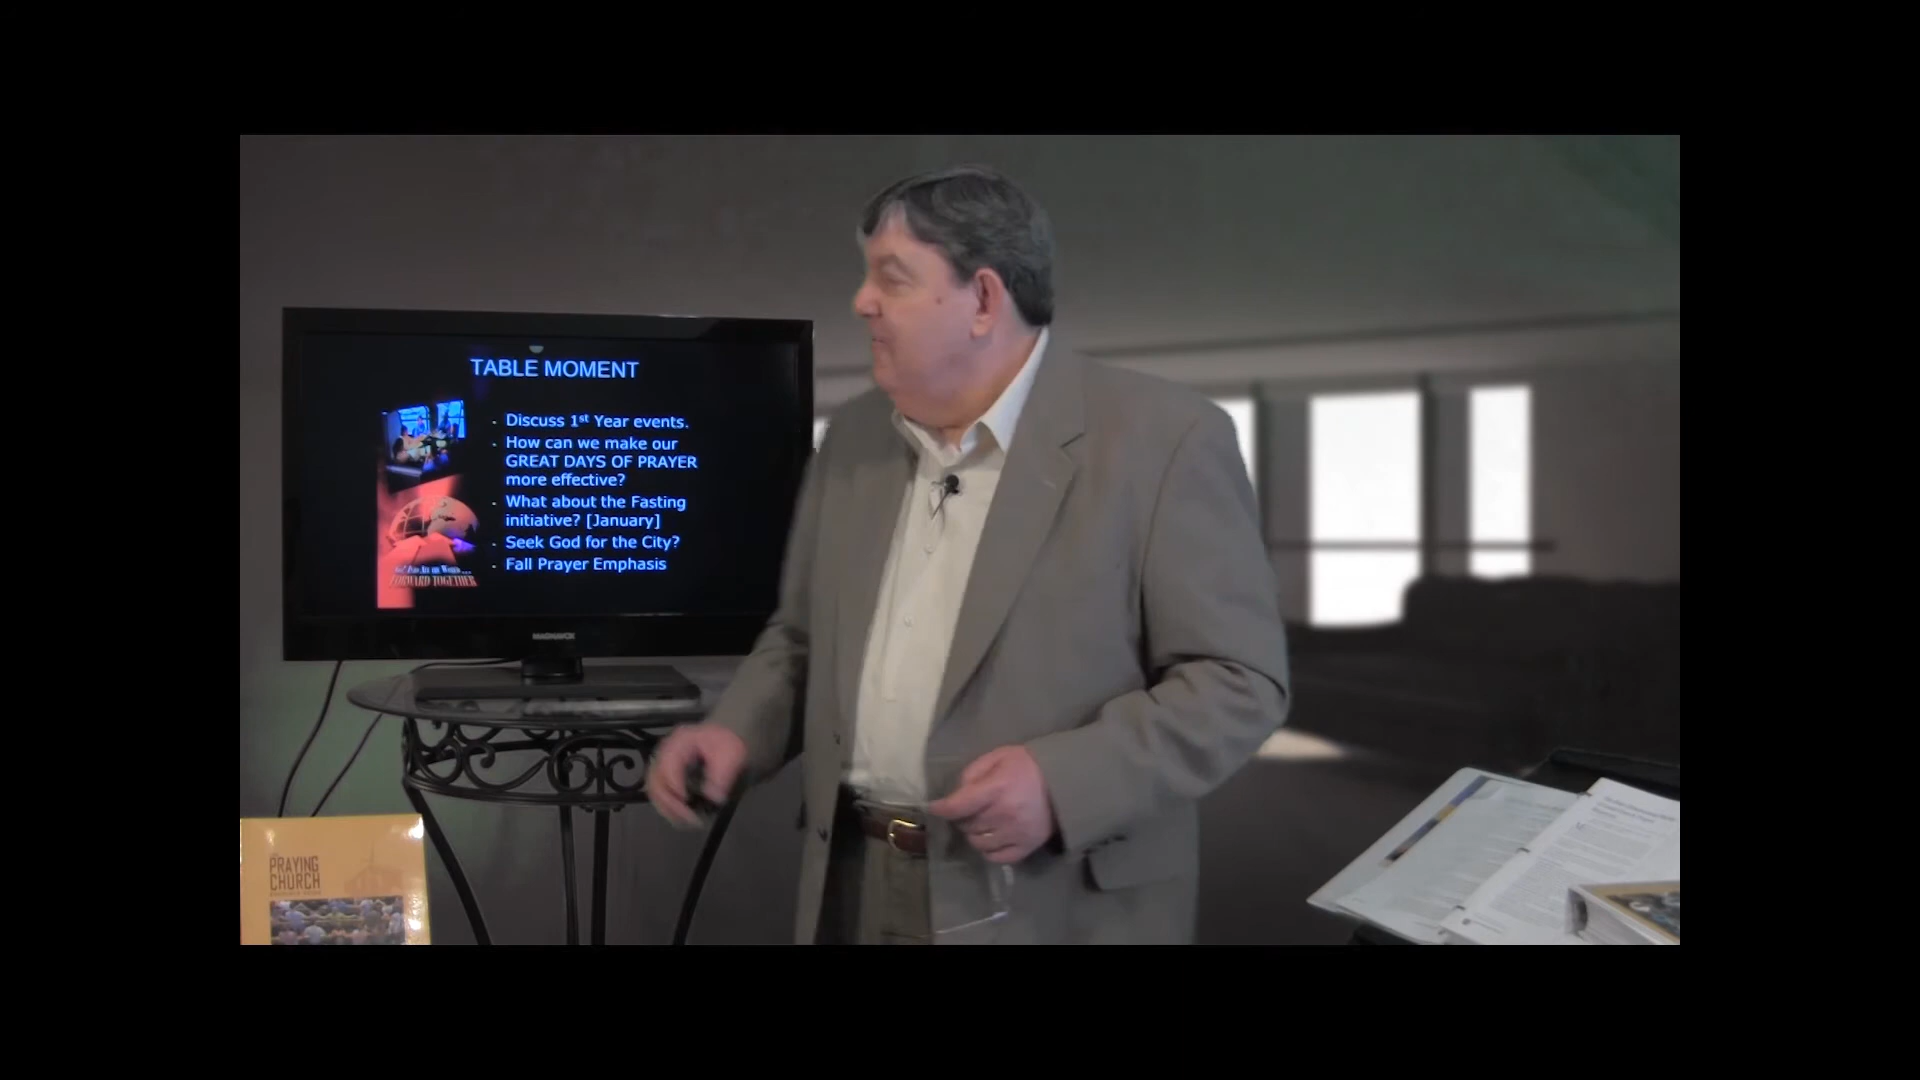 TABLE MOMENT
- Discuss 1st Year events.
- How can we make our
GREAT DAYS OF PRAYER
more effective?
- What about the Fasting
initiative? [January]
- Seek God for the City?
- Fall Prayer Emphasis
FORWARD TOGETHER
MAGNAVOX
PRAYING
CHURCH